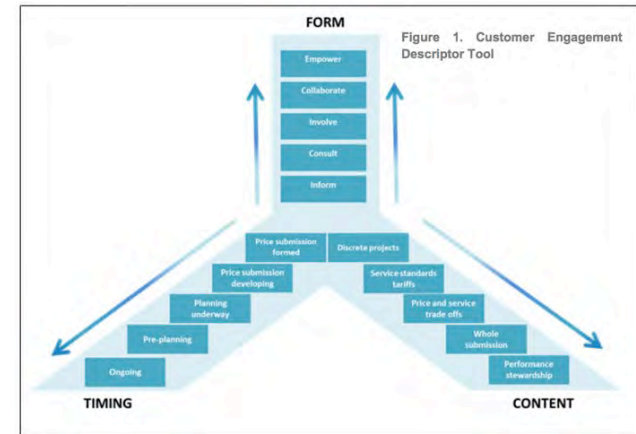 FORM
Figure 1. Customer Engagement
Descriptor Tool
Empower
Collaborate
Involve
Consult
Inform
Price submission
formed
Discrete projects
Price submission
developing
Service standards
tariffs
Planning
underway
Price and service
trade offs
Pre-planning
Whole
submission
Ongoing
Performance
stewardship
TIMING
CONTENT